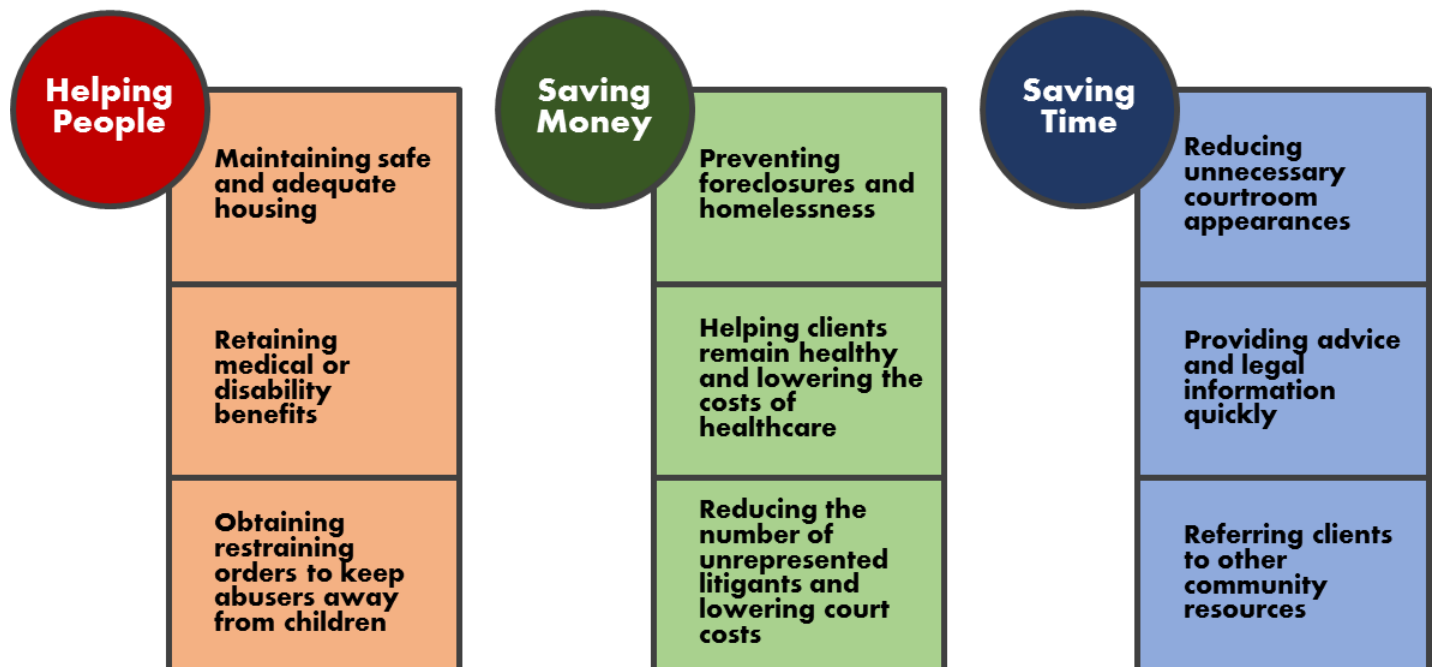 Helping
People
Maintaining safe
and adequate
housing
Retaining
medical or
disability
benefits
Obtaining
restraining
orders to keep
abusers away
from children
Saving
Money
Preventing
foreclosures and
homelessness
Helping clients
remain healthy
and lowering the
costs of
healthcare
Reducing the
number of
unrepresented
litigants and
lowering court
costs
Saving
Time
Reducing
unnecessary
courtroom
appearances
Providing advice
and legal
information
quickly
Referring clients
to other
community
resources